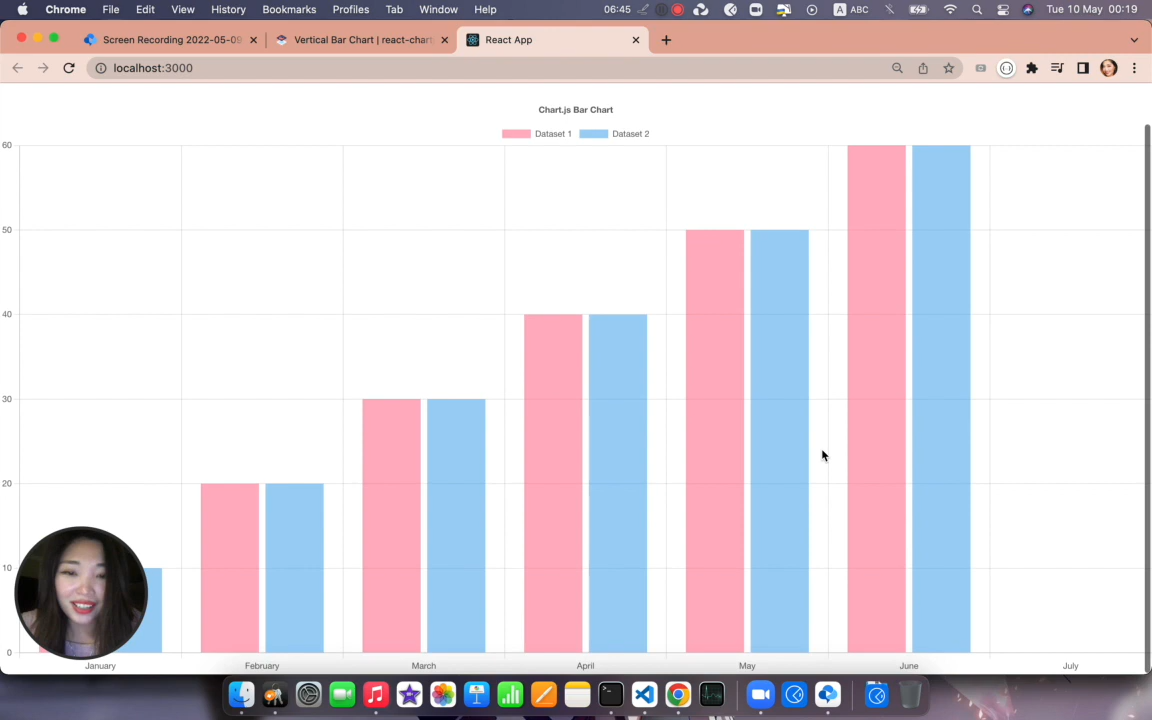 Chrome File Edit View History Bookmarks Profiles Tab Window Help 06:45 A ABC Tue 10 May 00:19
Screen Recording 2022-05-09 Vertical Bar Chart | react-chart React App
localhost:3000
Chart.js Bar Chart
Dataset 1 Dataset 2
60
50
40
30
20
10
0
January February March April May June July